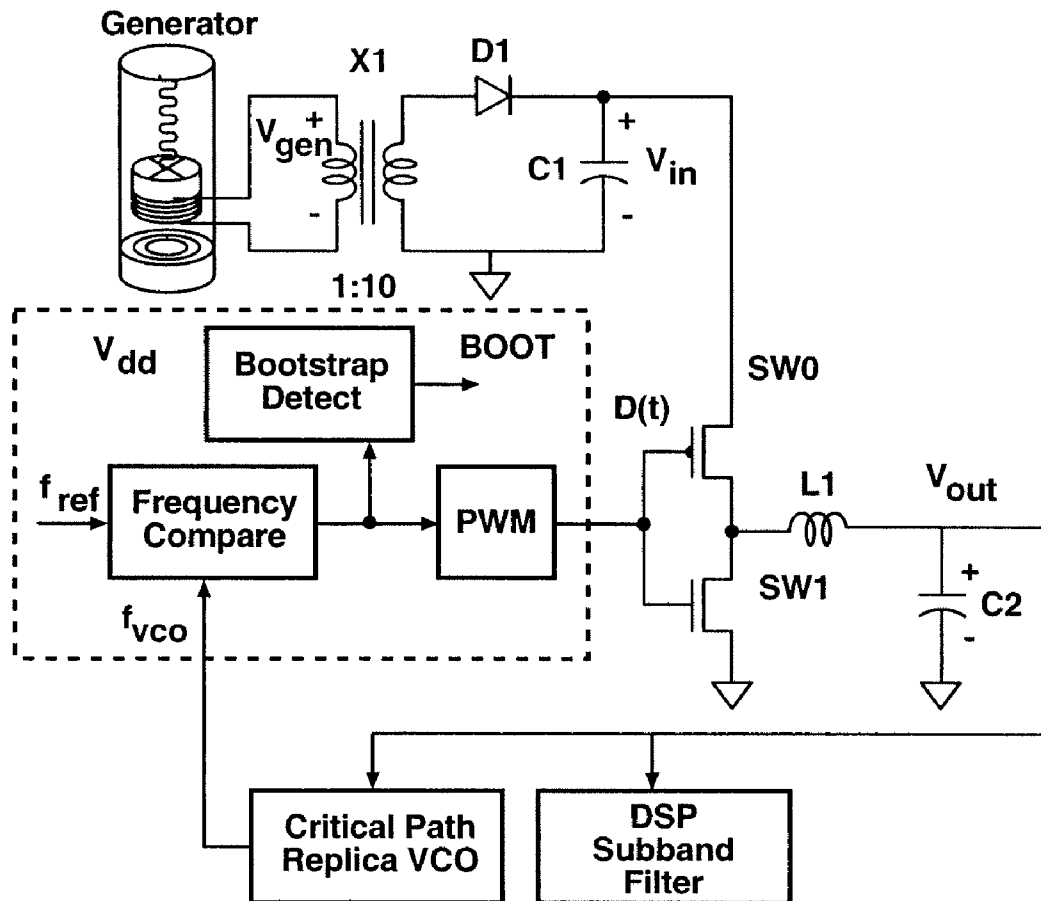 Generator
X1
D1
+
V_gen
-
C1
+
V_in
-
1:10
V_dd
Bootstrap
Detect
BOOT
SW0
D(t)
f_ref
Frequency
Compare
PWM
L1
V_out
SW1
+
C2
-
f_vco
Critical Path
Replica VCO
DSP
Subband
Filter